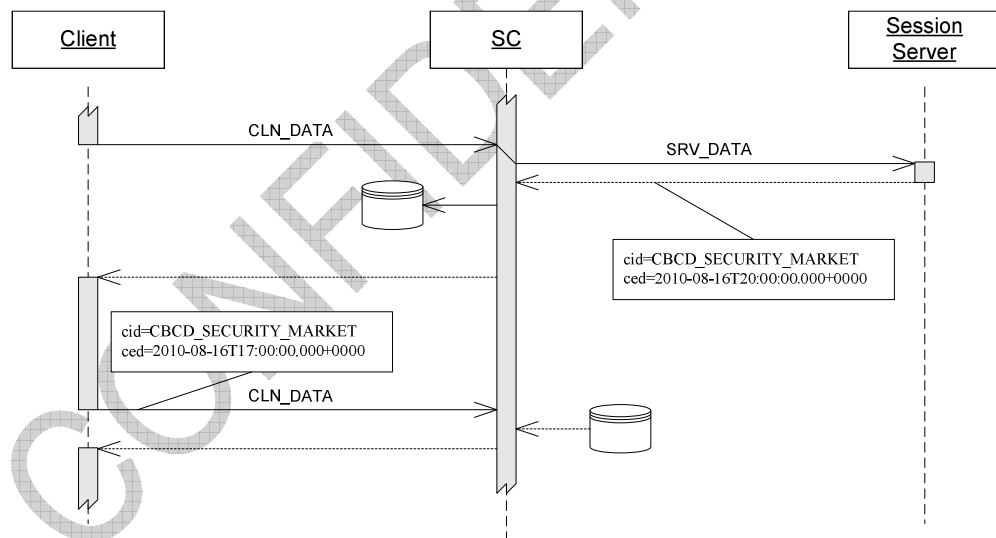 Client
SC
Session
Server
CLN_DATA
SRV_DATA
cid=CBCD_SECURITY_MARKET
ced=2010-08-16T20:00:00.000+0000
cid=CBCD_SECURITY_MARKET
ced=2010-08-16T17:00:00.000+0000
CLN_DATA
CONFIDE